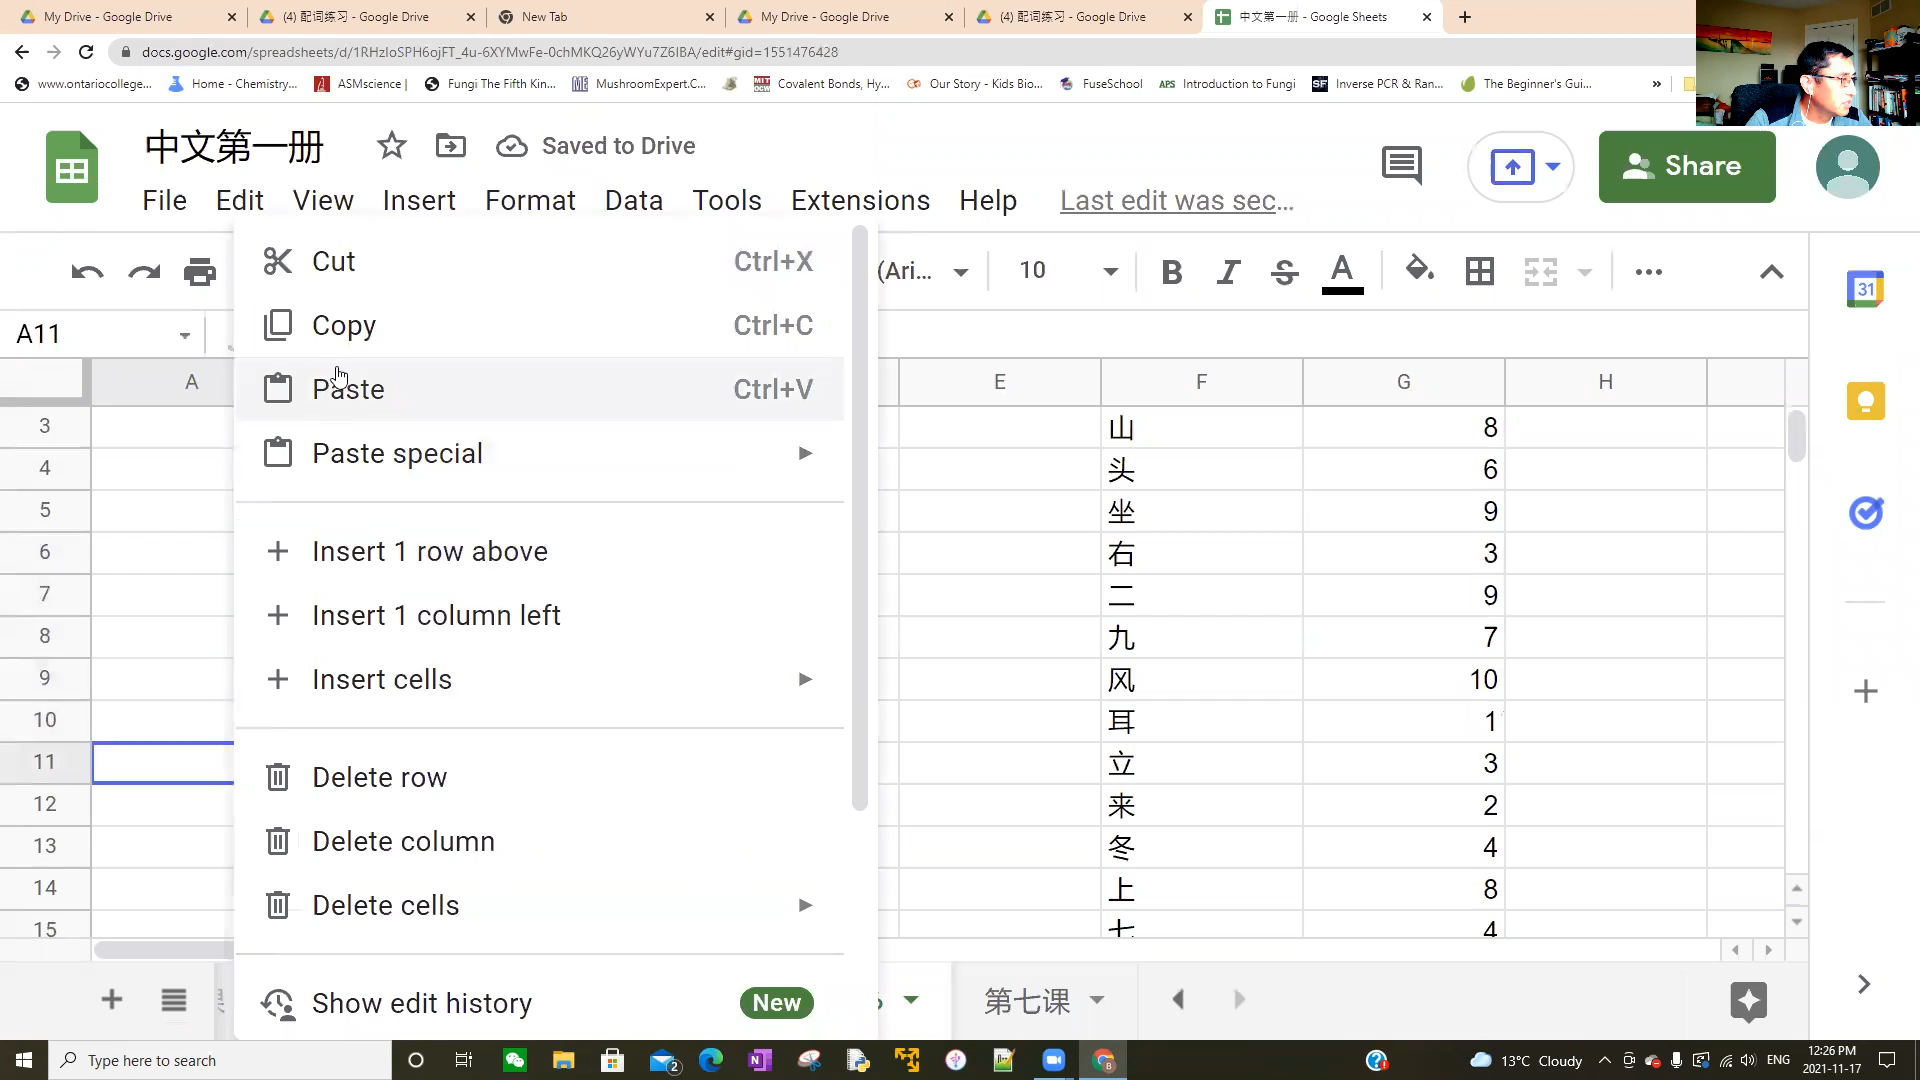 My Drive - Google Drive
(4) 配词练习 - Google Drive
New Tab
My Drive - Google Drive
(4) 配词练习 - Google Drive
中文第一册 - Google Sheets
docs.google.com/spreadsheets/d/1RHzIoSPH6ojFT_4u-6XYMwFe-0chMKQ26yWYu7Z6IBA/edit#gid=1551476428
www.ontariocollege...
Home - Chemistry...
ASMscience |
Fungi The Fifth Kin...
MushroomExpert.C...
Covalent Bonds, Hy...
Our Story - Kids Bio...
FuseSchool
APS Introduction to Fungi
SF Inverse PCR & Ran...
The Beginner's Gui...
中文第一册
Saved to Drive
Share
File Edit View Insert Format Data Tools Extensions Help Last edit was sec...
(Ari... 10 B I S A
31
A11
Cut Ctrl+X
Copy Ctrl+C
Paste Ctrl+V
Paste special
Insert 1 row above
Insert 1 column left
Insert cells
Delete row
Delete column
Delete cells
Show edit history New
A E F G H
3 山 8
4 头 6
5 坐 9
6 右 3
7 二 9
8 九 7
9 风 10
10 耳 1
11 立 3
12 来 2
13 冬 4
14 上 8
15 七 4
第七课
Type here to search
2
13°C Cloudy
ENG
12:26 PM
2021-11-17